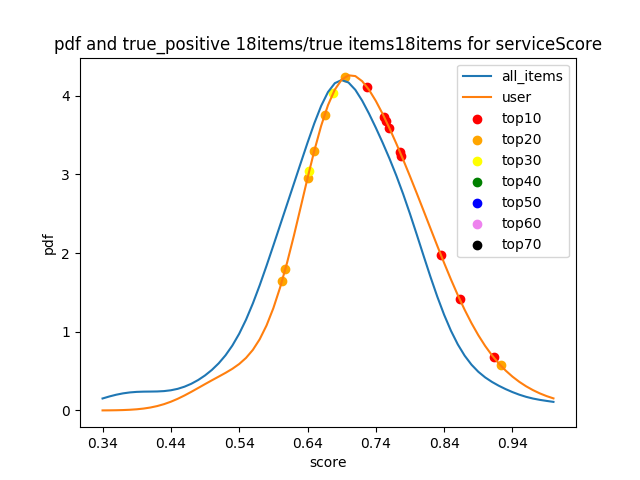 pdf and true_positive 18items/true items18items for serviceScore
pdf
4
3
2
1
0
0.34 0.44 0.54 0.64 0.74 0.84 0.94
score
all_items
user
top10
top20
top30
top40
top50
top60
top70